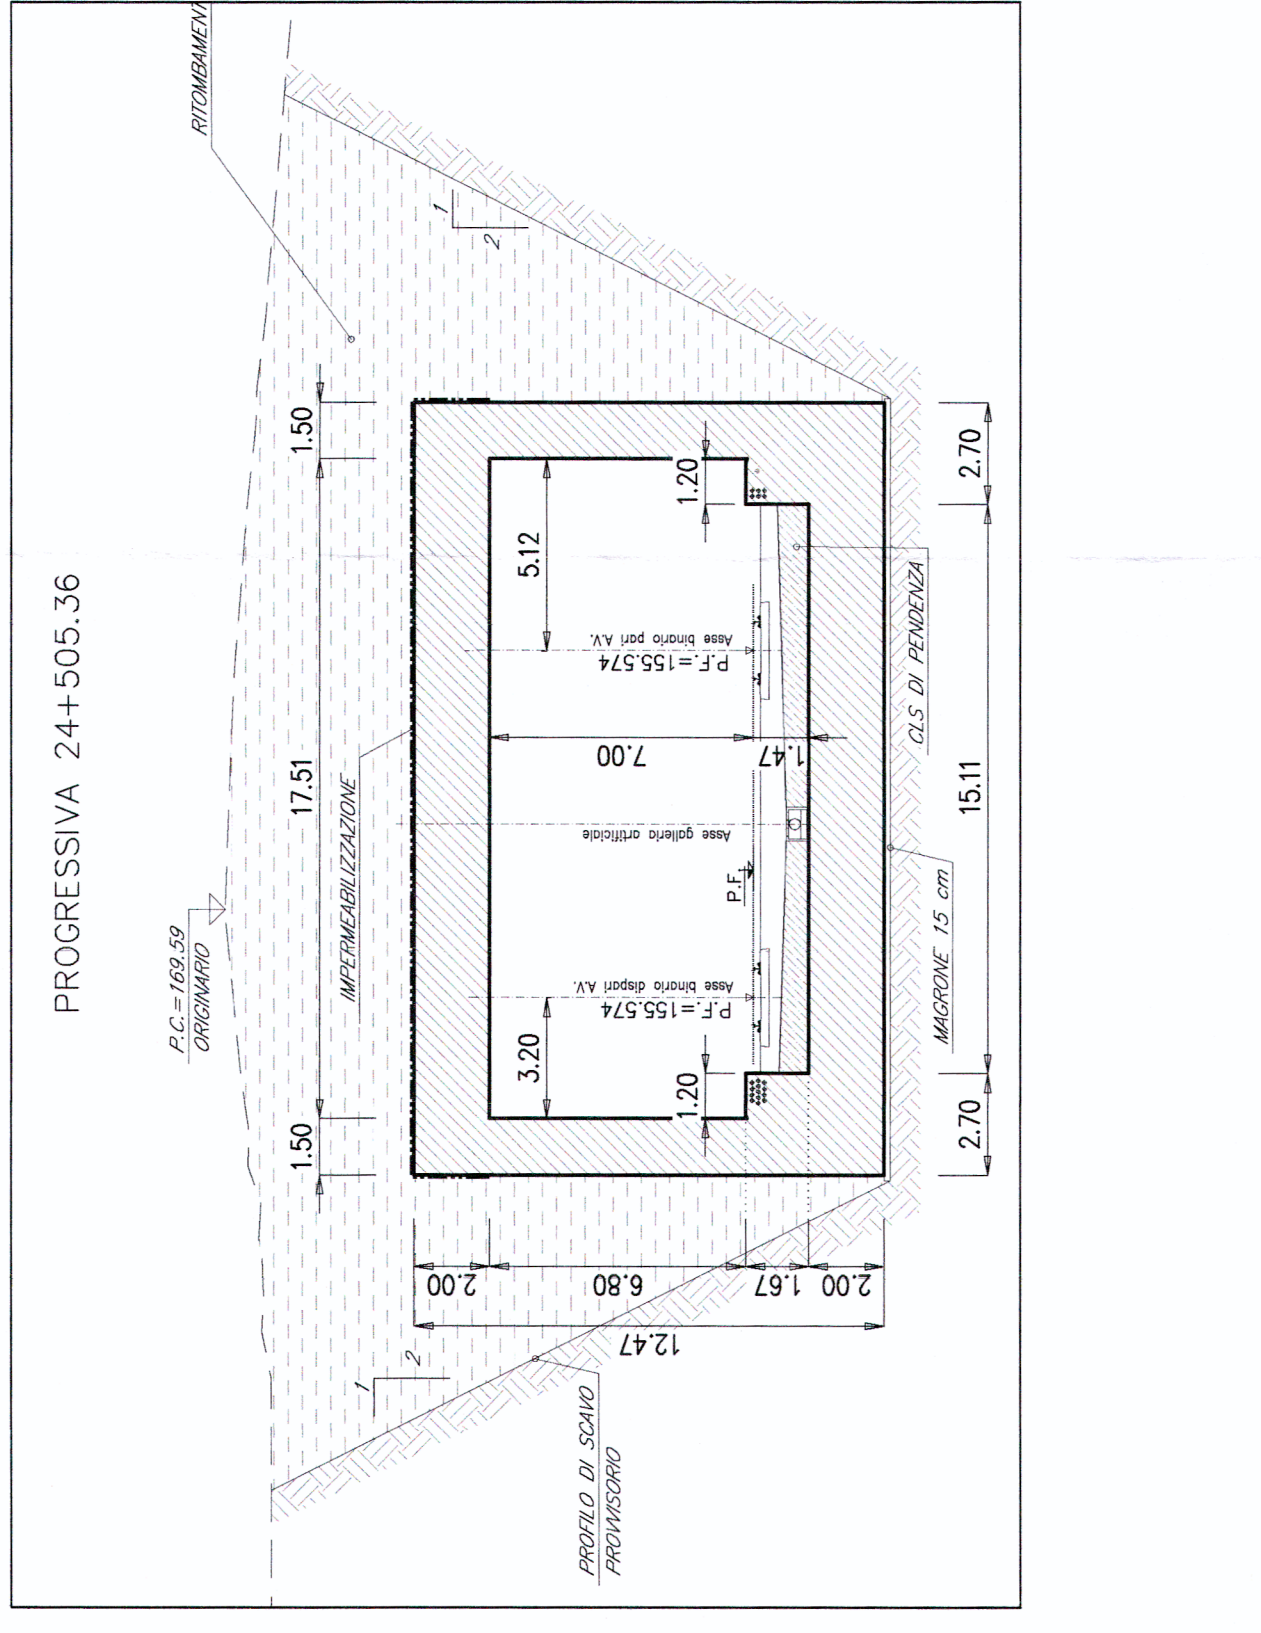 PROGRESSIVA 24+505.36
P.C.=169.59
ORIGINARIO
RITOMBAMENT
1.50
17.51
1.50
IMPERMEABILIZZAZIONE
3.20
5.12
Asse binario dispari A.V.
P.F.=155.574
Asse galleria artificiale
Asse binario pari A.V.
P.F.=155.574
7.00
1.47
P.F.
1.20
1.20
2.00
6.80
1.67
2.00
12.47
1
2
1
2
PROFILO DI SCAVO
PROVVISORIO
CLS DI PENDENZA
MAGRONE 15 cm
2.70
15.11
2.70